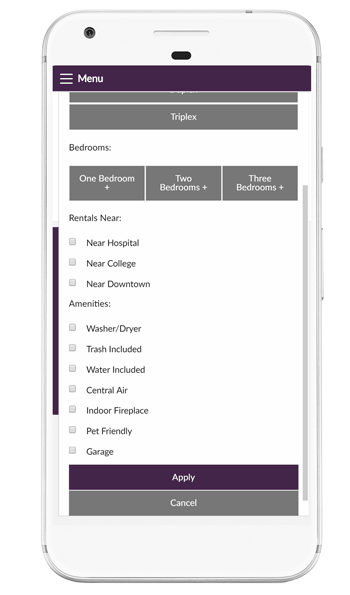 Menu
Duplex
Triplex
Bedrooms:
One Bedroom
+
Two
Bedrooms +
Three
Bedrooms +
Rentals Near:
Near Hospital
Near College
Near Downtown
Amenities:
Washer/Dryer
Trash Included
Water Included
Central Air
Indoor Fireplace
Pet Friendly
Garage
Apply
Cancel